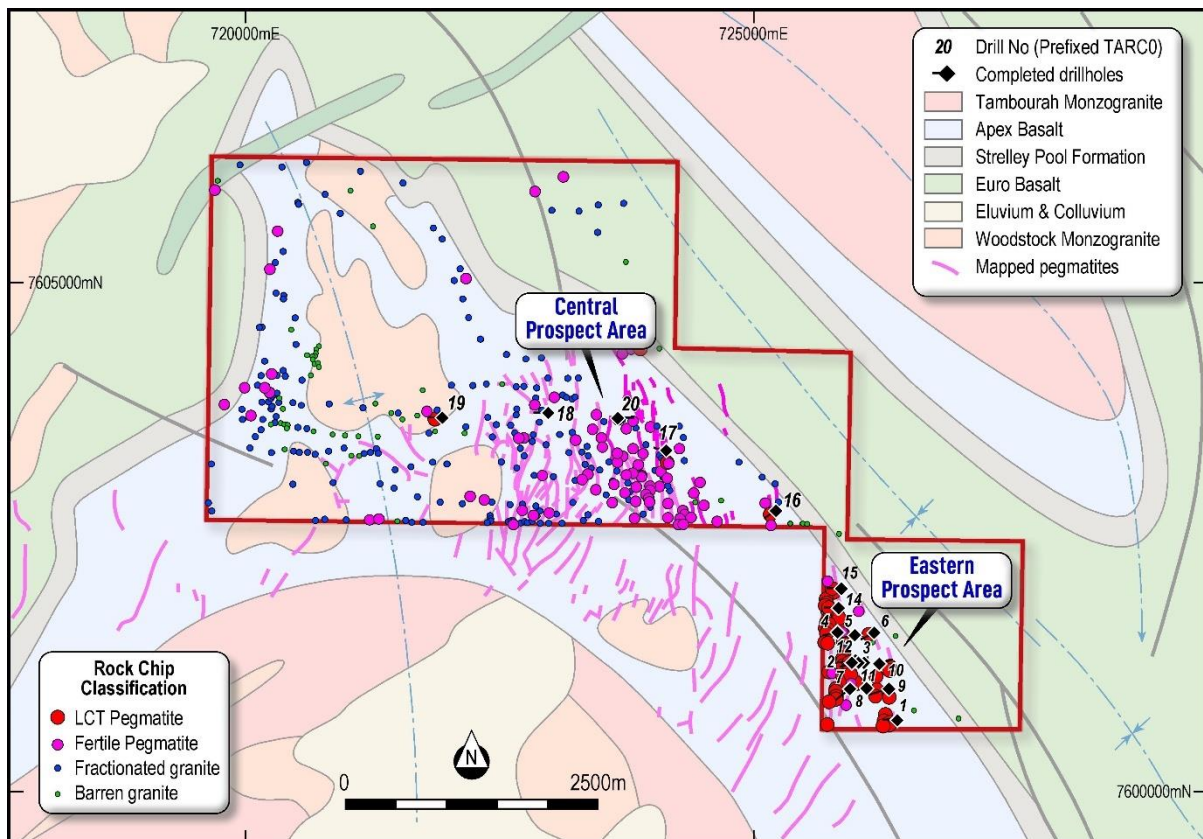 720000mE
725000mE
20 Drill No (Prefixed TARC0)
Completed drillholes
Tambourah Monzogranite
Apex Basalt
Strelley Pool Formation
Euro Basalt
Eluvium & Colluvium
Woodstock Monzogranite
Mapped pegmatites
7605000mN
Central
Prospect Area
19
18
20
17
16
Eastern
Prospect Area
15
14
4
5
6
12
3
2
10
7
11
9
8
1
Rock Chip
Classification
LCT Pegmatite
Fertile Pegmatite
Fractionated granite
Barren granite
N
0
2500m
7600000mN